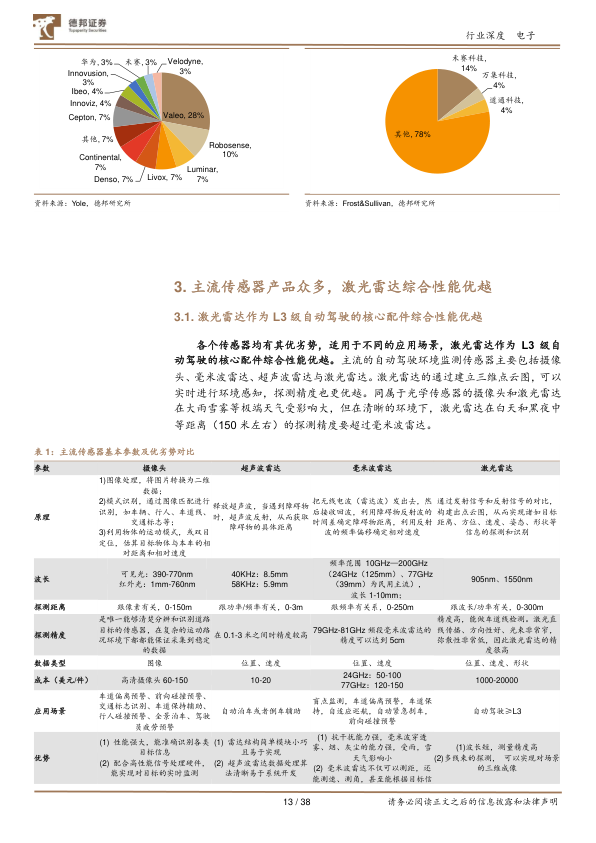 德邦证券
Topsperity Securities
行业深度 电子
华为, 3%
禾赛, 3%
Velodyne, 3%
Innovusion, 3%
Ibeo, 4%
Innoviz, 4%
Cepton, 7%
其他, 7%
Continental, 7%
Denso, 7%
Livox, 7%
Luminar, 7%
Robosense, 10%
Valeo, 28%
禾赛科技, 14%
万集科技, 4%
速通科技, 4%
其他, 78%
资料来源：Yole，德邦研究所
资料来源：Frost&Sullivan，德邦研究所
3. 主流传感器产品众多，激光雷达综合性能优越
3.1. 激光雷达作为 L3 级自动驾驶的核心配件综合性能优越
各个传感器均有其优劣势，适用于不同的应用场景，激光雷达作为 L3 级自
动驾驶的核心配件综合性能优越。主流的自动驾驶环境监测传感器主要包括摄像
头、毫米波雷达、超声波雷达与激光雷达。激光雷达的通过建立三维点云图，可以
实时进行环境感知，探测精度也更优越。同属于光学传感器的摄像头和激光雷达
在大雨雪雾等极端天气受影响大，但在清晰的环境下，激光雷达在白天和黑夜中
等距离（150 米左右）的探测精度要超过毫米波雷达。
表 1：主流传感器基本参数及优劣势对比
参数 摄像头 超声波雷达 毫米波雷达 激光雷达
原理
1)图像处理，将图片转换为二维
数据；
2)模式识别，通过图像匹配进行
识别，如车辆、行人、车道线、
交通标志等；
3)利用物体的运动模式，或双目
定位，估算目标物体与本车的相
对距离和相对速度
释放超声波，当遇到障碍物
时，超声波反射，从而获取
障碍物的具体距离
把无线电波（雷达波）发出去，然
后接收回波，利用障碍物反射波的
时间差确定障碍物距离，利用反射
波的频率偏移确定相对速度
通过发射信号和反射信号的对比，
构建出点云图，从而实现诸如目标
距离、方位、速度、姿态、形状等
信息的探测和识别
波长
可见光：390-770nm
红外光：1mm-760nm
40KHz：8.5mm
58KHz：5.9mm
频率范围 10GHz—200GHz
（24GHz（125mm）、77GHz
（39mm）为民用主流），
波长 1-10mm；
905nm、1550nm
探测距离 跟像素有关，0-150m 跟功率/频率有关，0-3m 跟频率有关系，0-250m 跟波长/功率有关，0-300m
探测精度
是唯一能够清楚分辨和识别道路
目标的传感器，在复杂的运动路
况环境下都都能保证采集到稳定
的数据
在 0.1-3 米之间时精度较高
79GHz-81GHz 频段毫米波雷达的
精度可以达到 5cm
精度高，能做车道线检测。激光直
线传播、方向性好、光束非常窄，
弥散性非常低，因此激光雷达的精
度很高
数据类型 图像 位置、速度 位置、速度 位置、速度、形状
成本（美元/件） 高清摄像头 60-150 10-20
24GHz：50-100
77GHz：120-150
1000-20000
应用场景
车道偏离预警、前向碰撞预警、
交通标志识别、车道保持辅助、
行人碰撞预警、全景泊车、驾驶
员疲劳预警
自动泊车或者倒车辅助
盲点监测，车道偏离预警，车道保
持，自适应巡航，自动紧急刹车，
前向碰撞预警
自动驾驶≥L3
优势
(1) 性能强大，能准确识别各类
目标信息
(2) 配合高性能信号处理硬件，
能实现对目标的实时监测
(1) 雷达结构简单模块小巧
且易于实现
(2) 超声波雷达数据处理算
法清晰易于系统开发
(1) 抗干扰能力强，毫米波穿透
雾、烟、灰尘的能力强，受雨，雪
天气影响小
(2) 毫米波雷达不仅可以测距，还
能测速、测角，甚至能根据目标信
(1)波长短，测量精度高
(2)多线束的探测， 可以实现对场景
的三维成像
13 / 38
请务必阅读正文之后的信息披露和法律声明